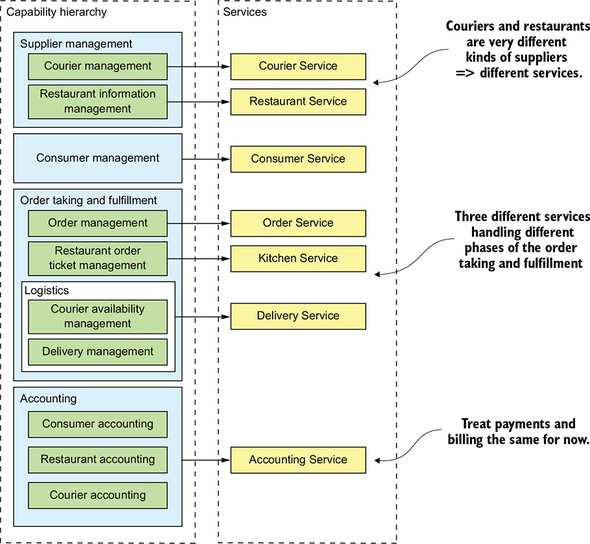 Capability hierarchy
Services
Supplier management
Courier management
Courier Service
Restaurant information
management
Restaurant Service
Consumer management
Consumer Service
Order taking and fulfillment
Order management
Order Service
Restaurant order
ticket management
Kitchen Service
Logistics
Courier availability
management
Delivery Service
Delivery management
Accounting
Consumer accounting
Restaurant accounting
Accounting Service
Courier accounting
Couriers and restaurants
are very different
kinds of suppliers
=> different services.
Three different services
handling different
phases of the order
taking and fulfillment
Treat payments and
billing the same for now.